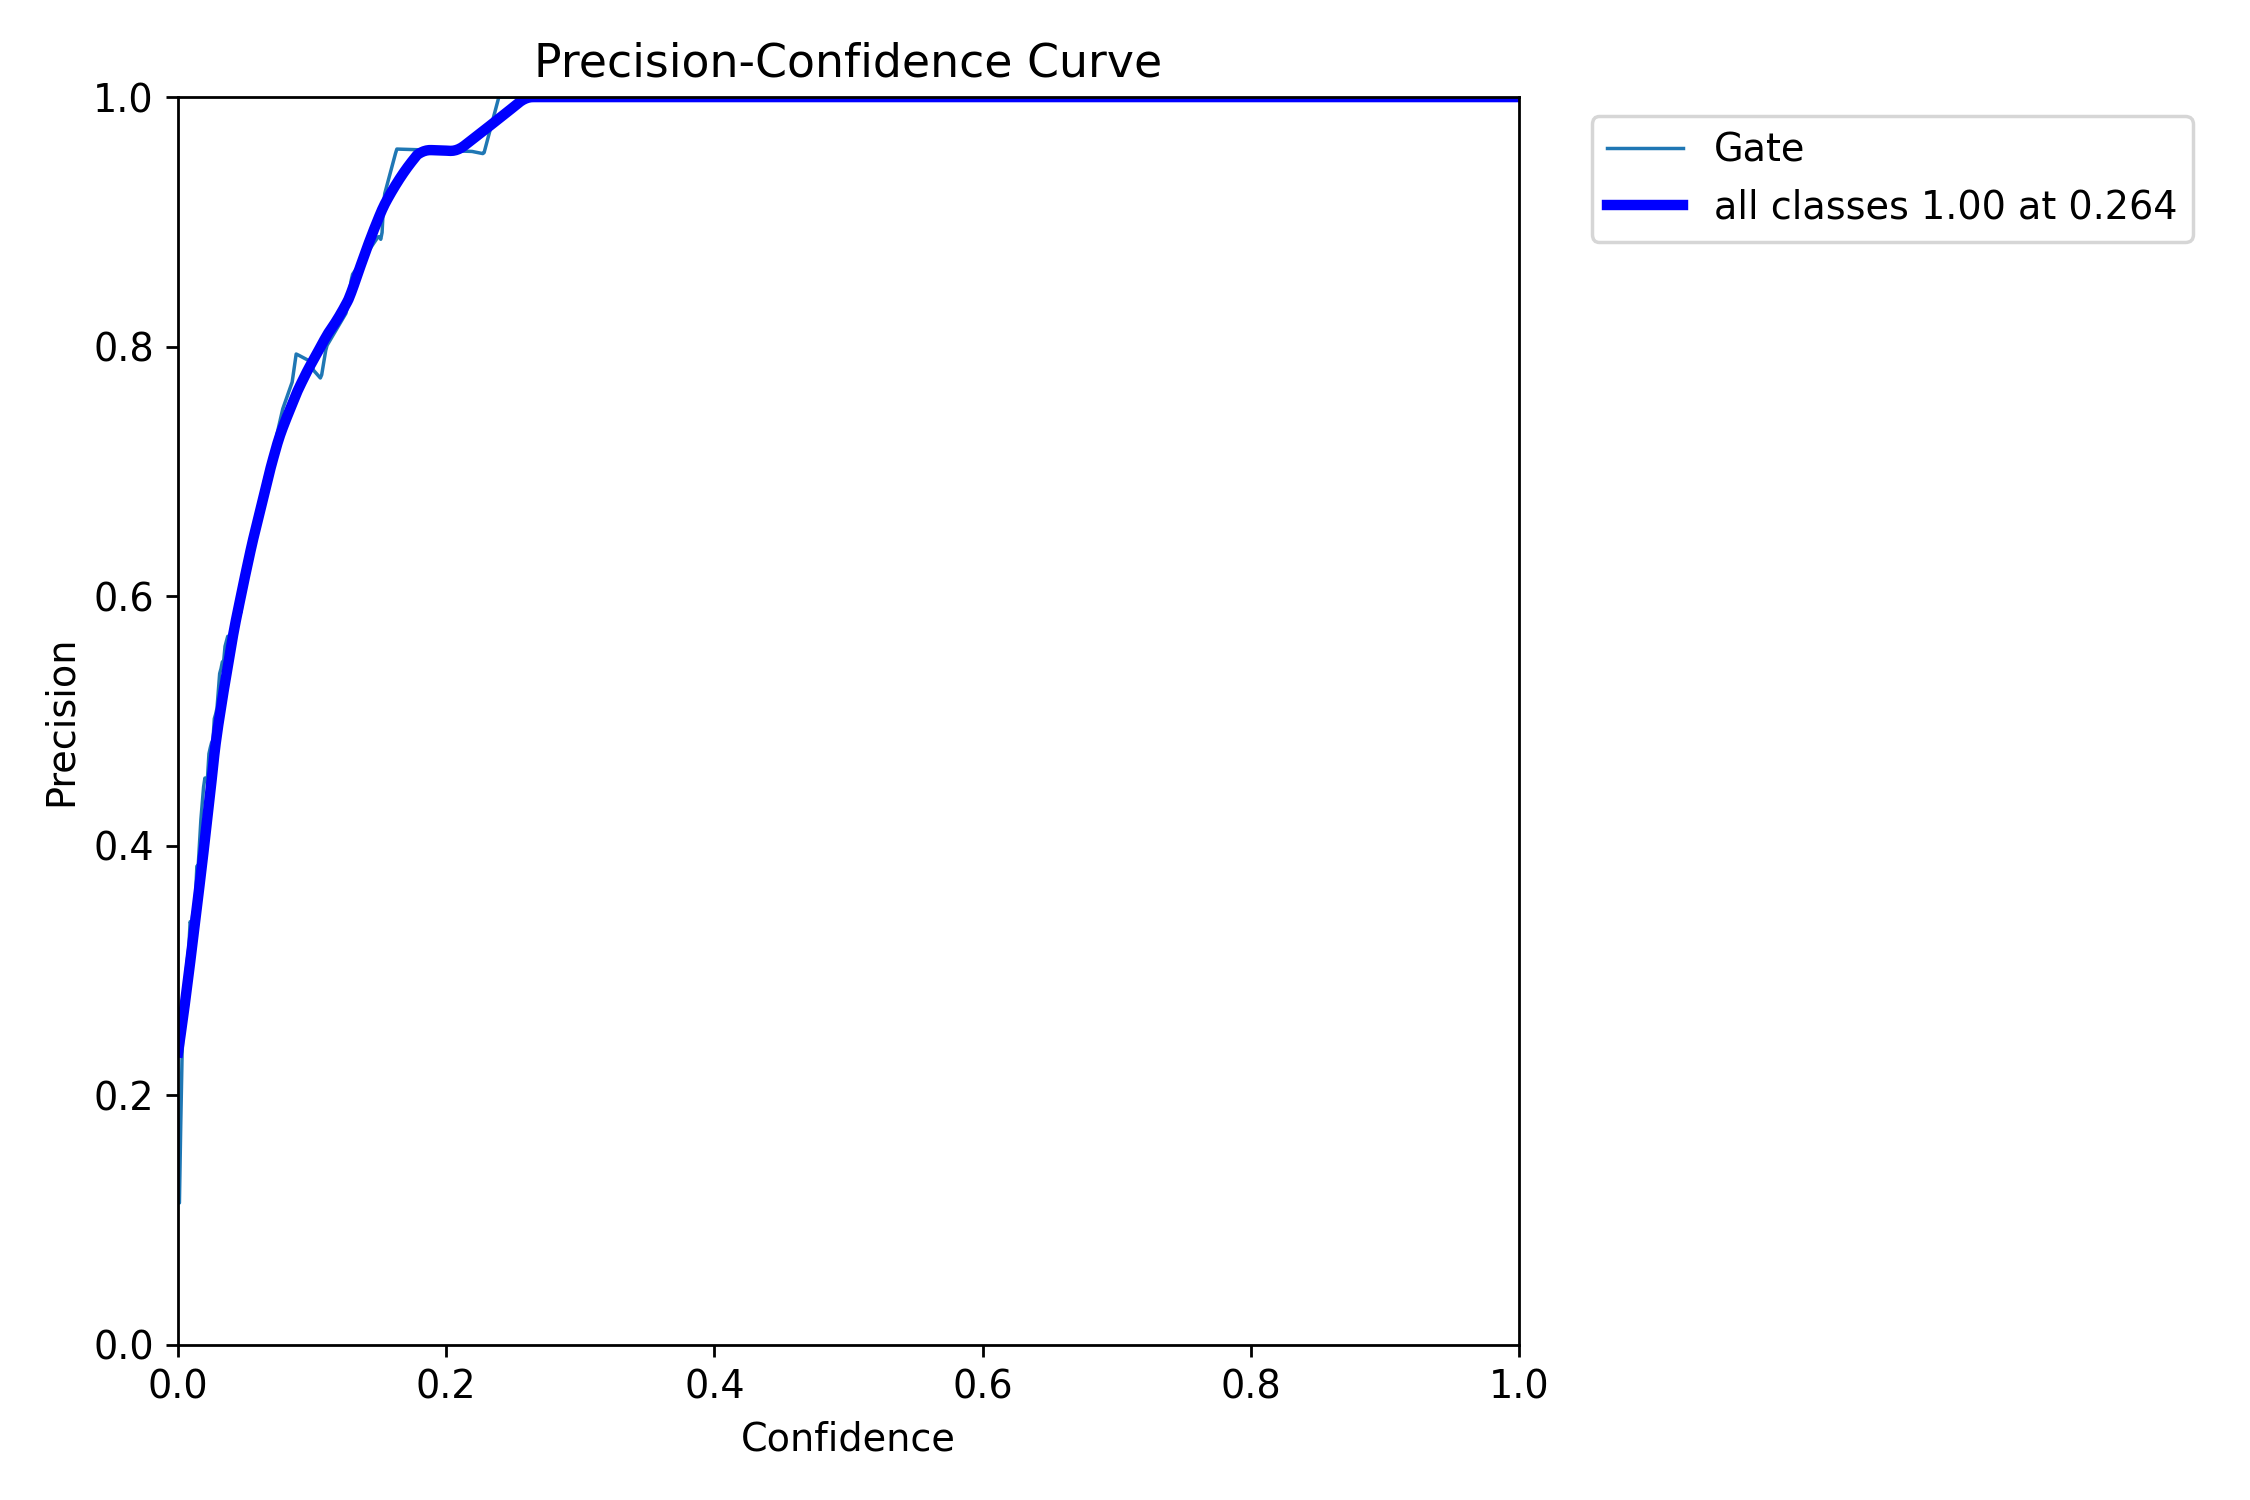 Precision-Confidence Curve
Gate
all classes 1.00 at 0.264
1.0
0.8
0.6
0.4
0.2
0.0
Precision
0.0 0.2 0.4 0.6 0.8 1.0
Confidence